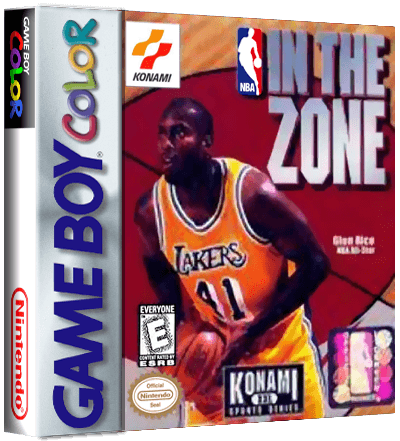 GAME BOY
COLOR
Nintendo
GAME BOY COLOR
KONAMI
NBA
IN THE
ZONE
Glen Rice
NBA All-Star
LAKERS
41
EVERYONE
E
CONTENT RATED BY
ESRB
Official
Nintendo
Seal
KONAMI
SPORTS SERIES